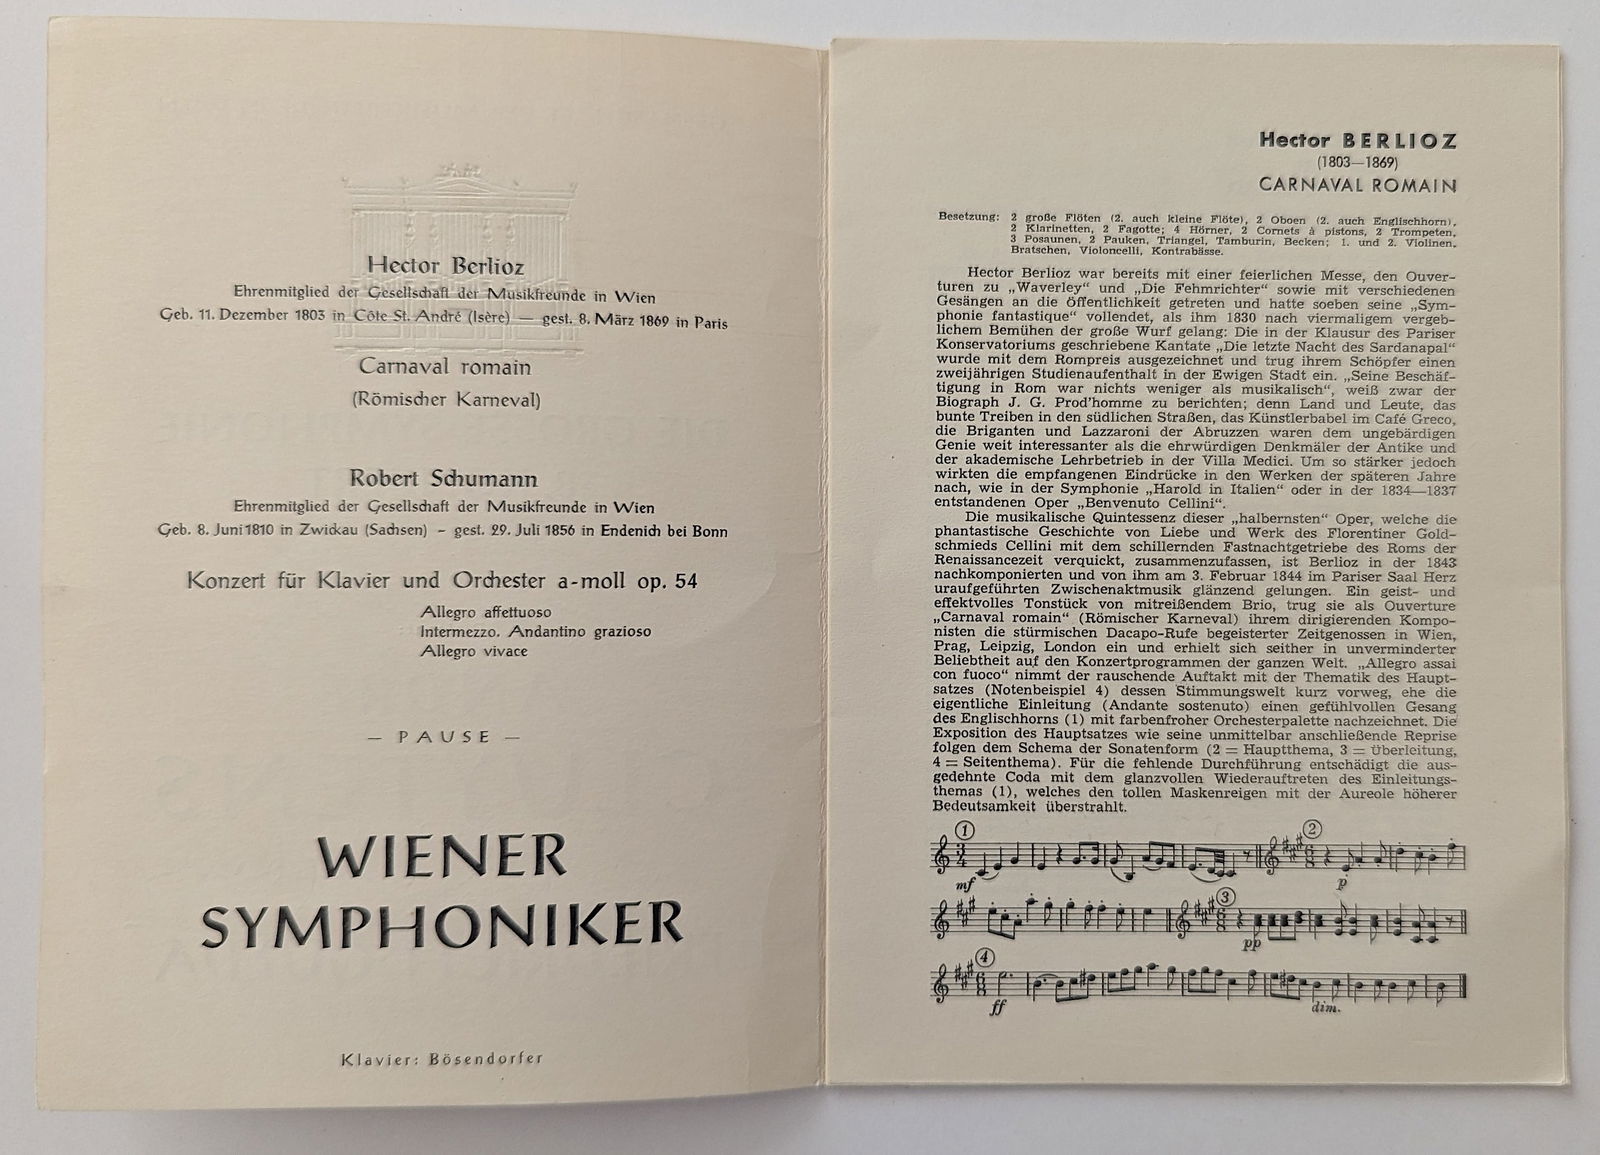 Hector Berlioz
Ehrenmitglied der Gesellschaft der Musikfreunde in Wien
Geb. 11. Dezember 1803 in Côte St. André (Isère) — gest. 8. März 1869 in Paris
Carnaval romain
(Römischer Karneval)
Robert Schumann
Ehrenmitglied der Gesellschaft der Musikfreunde in Wien
Geb. 8. Juni 1810 in Zwickau (Sachsen) – gest. 29. Juli 1856 in Endenich bei Bonn
Konzert für Klavier und Orchester a-moll op. 54
Allegro affettuoso
Intermezzo. Andantino grazioso
Allegro vivace
— PAUSE —
WIENER
SYMPHONIKER
Klavier: Bösendorfer
Hector BERLIOZ
(1803—1869)
CARNAVAL ROMAIN
Besetzung: 2 große Flöten (2. auch kleine Flöte), 2 Oboen (2. auch Englischhorn),
2 Klarinetten, 2 Fagotte; 4 Hörner, 2 Cornets à pistons, 2 Trompeten,
3 Posaunen, 2 Pauken, Triangel, Tamburin, Becken; 1. und 2. Violinen,
Bratschen, Violoncelli, Kontrabässe.
Hector Berlioz war bereits mit einer feierlichen Messe, den Ouver-
turen zu „Waverley“ und „Die Fehmrichter“ sowie mit verschiedenen
Gesängen an die Öffentlichkeit getreten und hatte soeben seine „Sym-
phonie fantastique“ vollendet, als ihm 1830 nach viermaligem vergeb-
lichem Bemühen der große Wurf gelang: Die in der Klausur des Pariser
Konservatoriums geschriebene Kantate „Die letzte Nacht des Sardanapal“
wurde mit dem Rompreis ausgezeichnet und trug ihrem Schöpfer einen
zweijährigen Studienaufenthalt in der Ewigen Stadt ein. „Seine Beschäf-
tigung in Rom war nichts weniger als musikalisch“, weiß zwar der
Biograph J. G. Prod'homme zu berichten; denn Land und Leute, das
bunte Treiben in den südlichen Straßen, das Künstlerbabel im Café Greco,
die Briganten und Lazzaroni der Abruzzen waren dem ungebärdigen
Genie weit interessanter als die ehrwürdigen Denkmäler der Antike und
der akademische Lehrbetrieb in der Villa Medici. Um so stärker jedoch
wirkten die empfangenen Eindrücke in den Werken der späteren Jahre
nach, wie in der Symphonie „Harold in Italien“ oder in der 1834—1837
entstandenen Oper „Benvenuto Cellini“.
Die musikalische Quintessenz dieser „halbernsten“ Oper, welche die
phantastische Geschichte von Liebe und Werk des Florentiner Gold-
schmieds Cellini mit dem schillernden Fastnachtgetriebe des Roms der
Renaissancezeit verquickt, zusammenzufassen, ist Berlioz in der 1843
nachkomponierten und von ihm am 3. Februar 1844 im Pariser Saal Herz
uraufgeführten Zwischenaktmusik glänzend gelungen. Ein geist- und
effektvolles Tonstück von mitreißendem Brio, trug sie als Ouverture
„Carnaval romain“ (Römischer Karneval) ihrem dirigierenden Kompo-
nisten die stürmischen Dacapo-Rufe begeisterter Zeitgenossen in Wien,
Prag, Leipzig, London ein und erhielt sich seither in unverminderter
Beliebtheit auf den Konzertprogrammen der ganzen Welt. „Allegro assai
con fuoco“ nimmt der rauschende Auftakt mit der Thematik des Haupt-
satzes (Notenbeispiel 4) dessen Stimmungswelt kurz vorweg, ehe die
eigentliche Einleitung (Andante sostenuto) einen gefühlvollen Gesang
des Englischhorns (1) mit farbenfroher Orchesterpalette nachzeichnet. Die
Exposition des Hauptsatzes wie seine unmittelbar anschließende Reprise
folgen dem Schema der Sonatenform (2 = Hauptthema, 3 = Überleitung,
4 = Seitenthema). Für die fehlende Durchführung entschädigt die aus-
gedehnte Coda mit dem glanzvollen Wiederauftreten des Einleitungs-
themas (1), welches den tollen Maskenreigen mit der Aureole höherer
Bedeutsamkeit überstrahlt.
1 2
3 4 6 8
mf p
3
6 8
pp
4
6 8
ff dim.